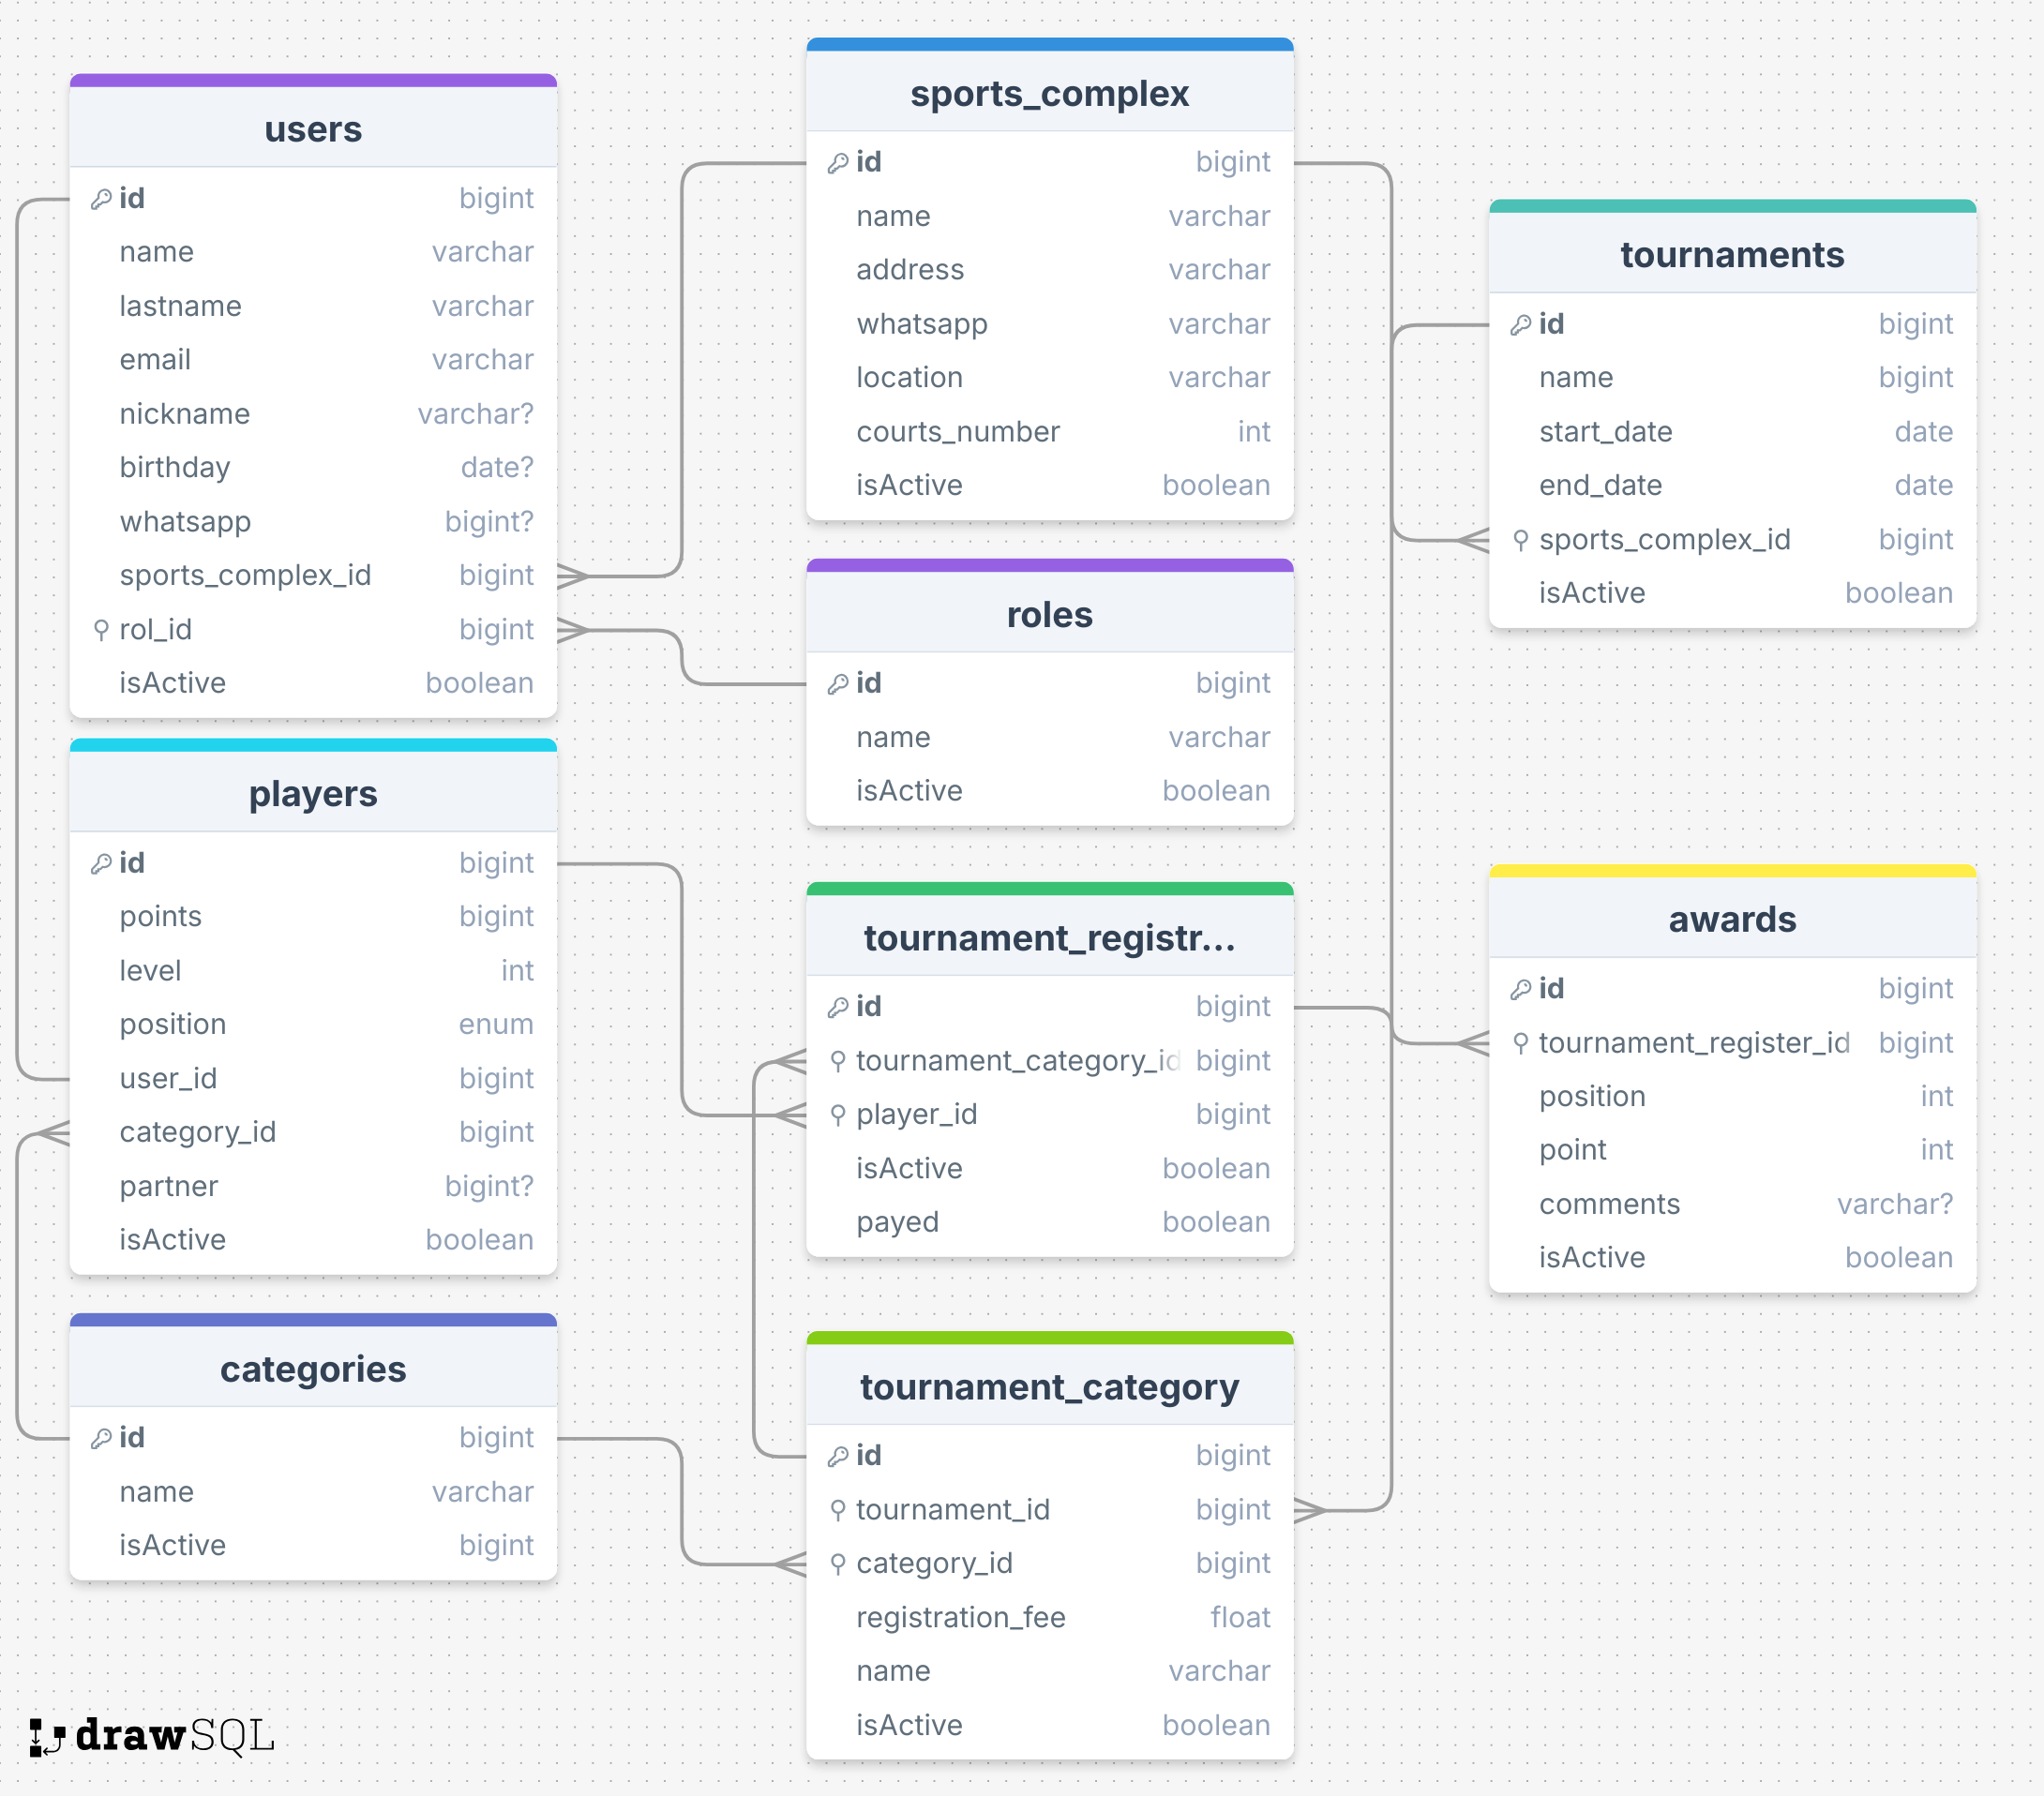 users
id bigint
name varchar
lastname varchar
email varchar
nickname varchar?
birthday date?
whatsapp bigint?
sports_complex_id bigint
rol_id bigint
isActive boolean
players
id bigint
points bigint
level int
position enum
user_id bigint
category_id bigint
partner bigint?
isActive boolean
categories
id bigint
name varchar
isActive bigint
sports_complex
id bigint
name varchar
address varchar
whatsapp varchar
location varchar
courts_number int
isActive boolean
roles
id bigint
name varchar
isActive boolean
tournament_registr...
id bigint
tournament_category_id bigint
player_id bigint
isActive boolean
payed boolean
tournament_category
id bigint
tournament_id bigint
category_id bigint
registration_fee float
name varchar
isActive boolean
tournaments
id bigint
name bigint
start_date date
end_date date
sports_complex_id bigint
isActive boolean
awards
id bigint
tournament_register_id bigint
position int
point int
comments varchar?
isActive boolean
drawSQL